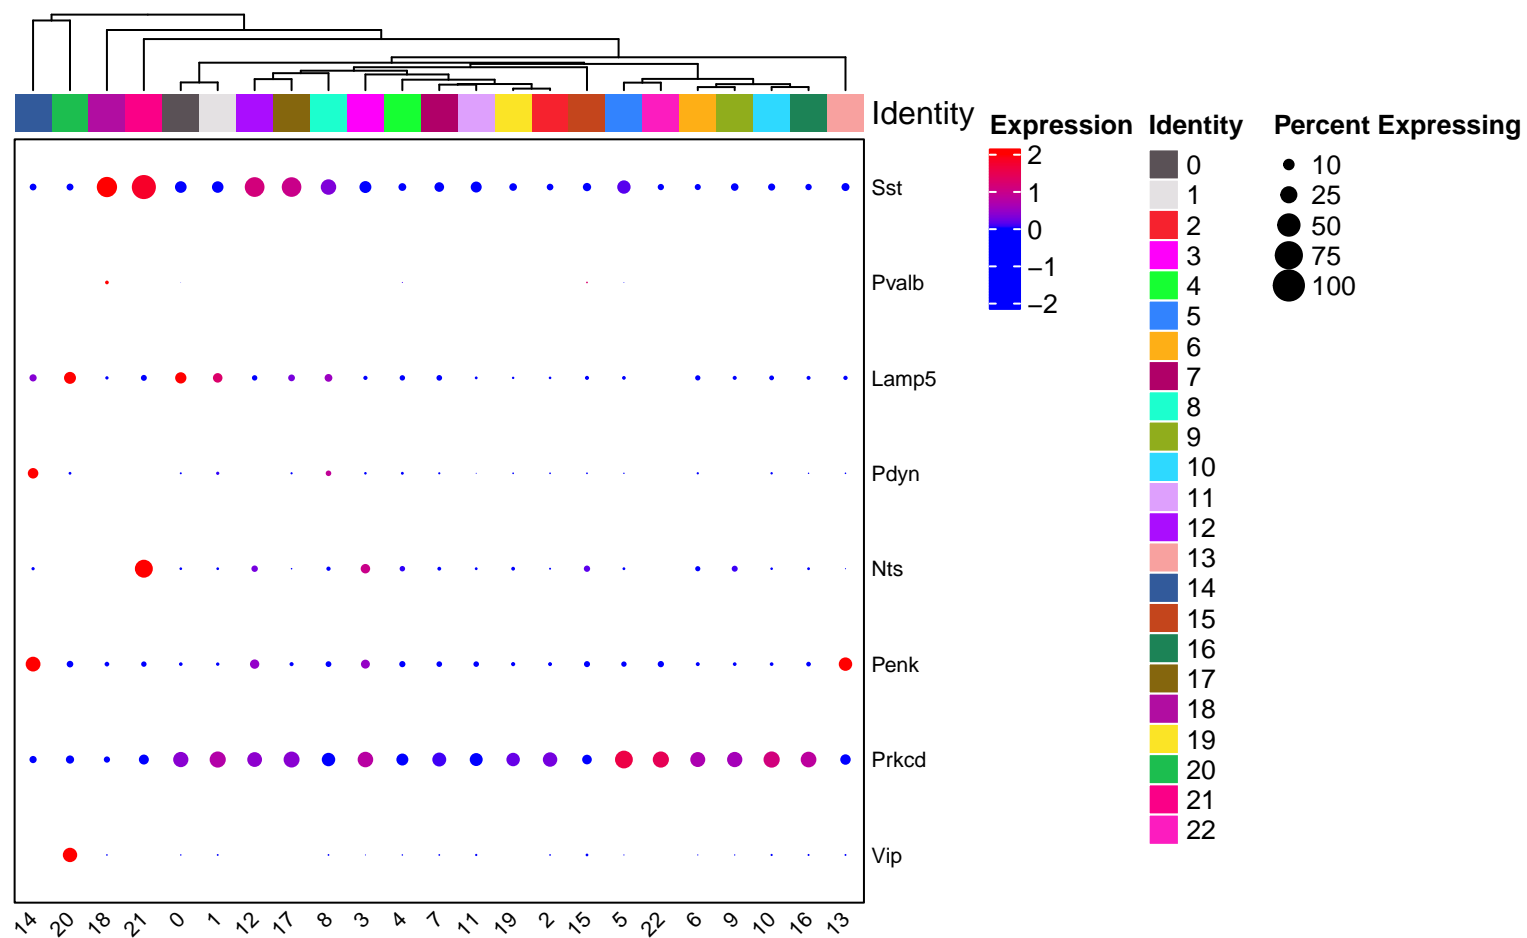 Identity
Sst
Pvalb
Lamp5
Pdyn
Nts
Penk
Prkcd
Vip
14 20 18 21 0 1 12 17 8 3 4 7 11 19 2 15 5 22 6 9 10 16 13
Expression
2
1
0
−1
−2
Identity
0
1
2
3
4
5
6
7
8
9
10
11
12
13
14
15
16
17
18
19
20
21
22
Percent Expressing
10
25
50
75
100